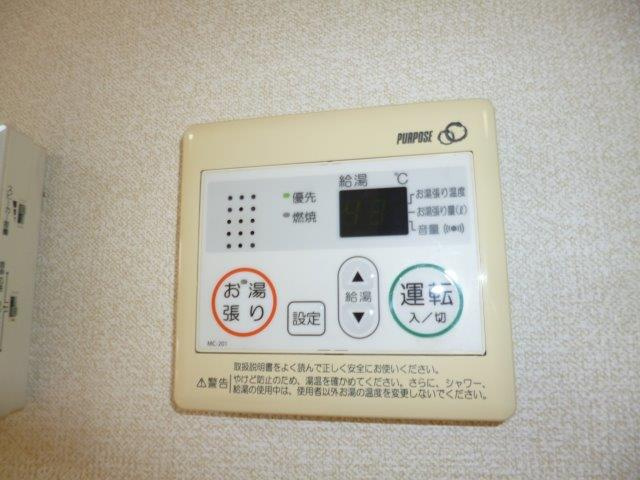 PURPOSE
給湯 ℃
優先
燃焼
48
お湯張り温度
お湯張り量(ℓ)
音量
お湯
張り
設定
給湯
運転
入／切
MC-201
取扱説明書をよく読んで正しく安全にお使いください。
警告
やけど防止のため、湯温を確かめてください。さらに、シャワー、
給湯の使用中は、使用者以外お湯の温度を変更しないでください。